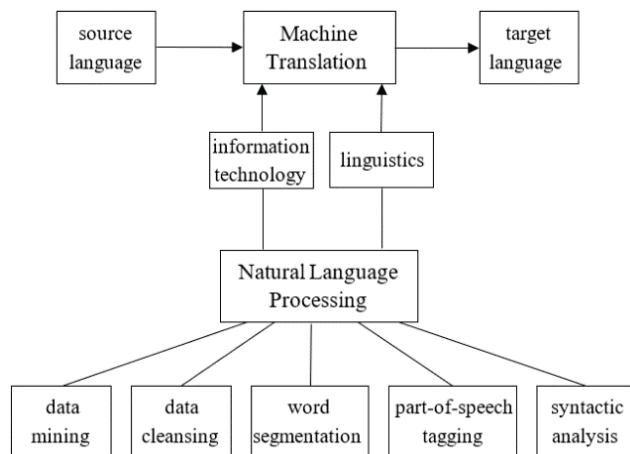 source
language
Machine
Translation
target
language
information
technology
linguistics
Natural Language
Processing
data
mining
data
cleansing
word
segmentation
part-of-speech
tagging
syntactic
analysis